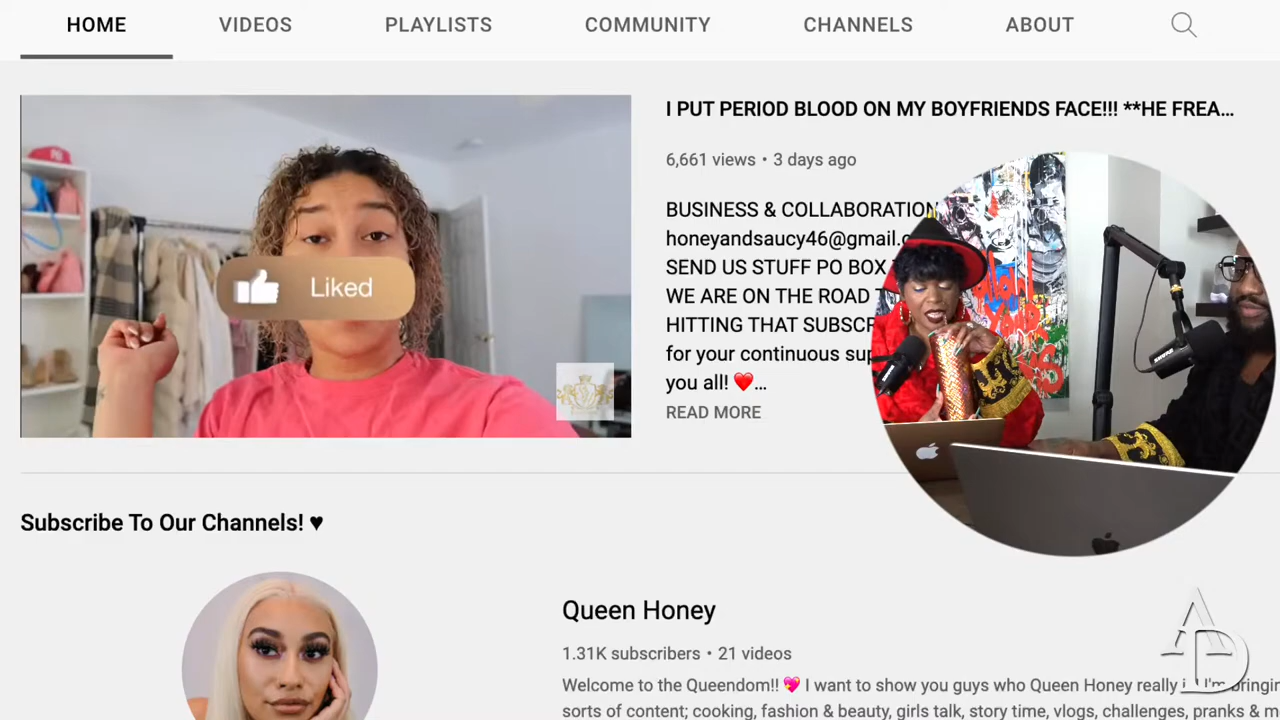 HOME VIDEOS PLAYLISTS COMMUNITY CHANNELS ABOUT
I PUT PERIOD BLOOD ON MY BOYFRIENDS FACE!!! **HE FREA...
6,661 views • 3 days ago
BUSINESS & COLLABORATION
honeyandsaucy46@gmail.c
SEND US STUFF PO BOX
WE ARE ON THE ROAD T
HITTING THAT SUBSCR
for your continuous sup
you all! ❤️...
READ MORE
Liked
SHURE
Subscribe To Our Channels! ♥
Queen Honey
1.31K subscribers • 21 videos
Welcome to the Queendom!! 💖 I want to show you guys who Queen Honey really i I'm bringin
sorts of content; cooking, fashion & beauty, girls talk, story time, vlogs, challenges, pranks & m
AD